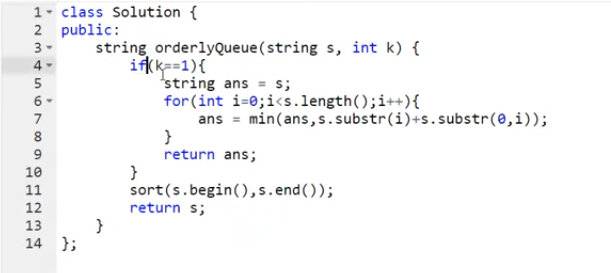 1 class Solution {
2 public:
3     string orderlyQueue(string s, int k) {
4         if(k==1){
5             string ans = s;
6             for(int i=0;i<s.length();i++){
7                 ans = min(ans,s.substr(i)+s.substr(0,i));
8             }
9             return ans;
10         }
11         sort(s.begin(),s.end());
12         return s;
13     }
14 };